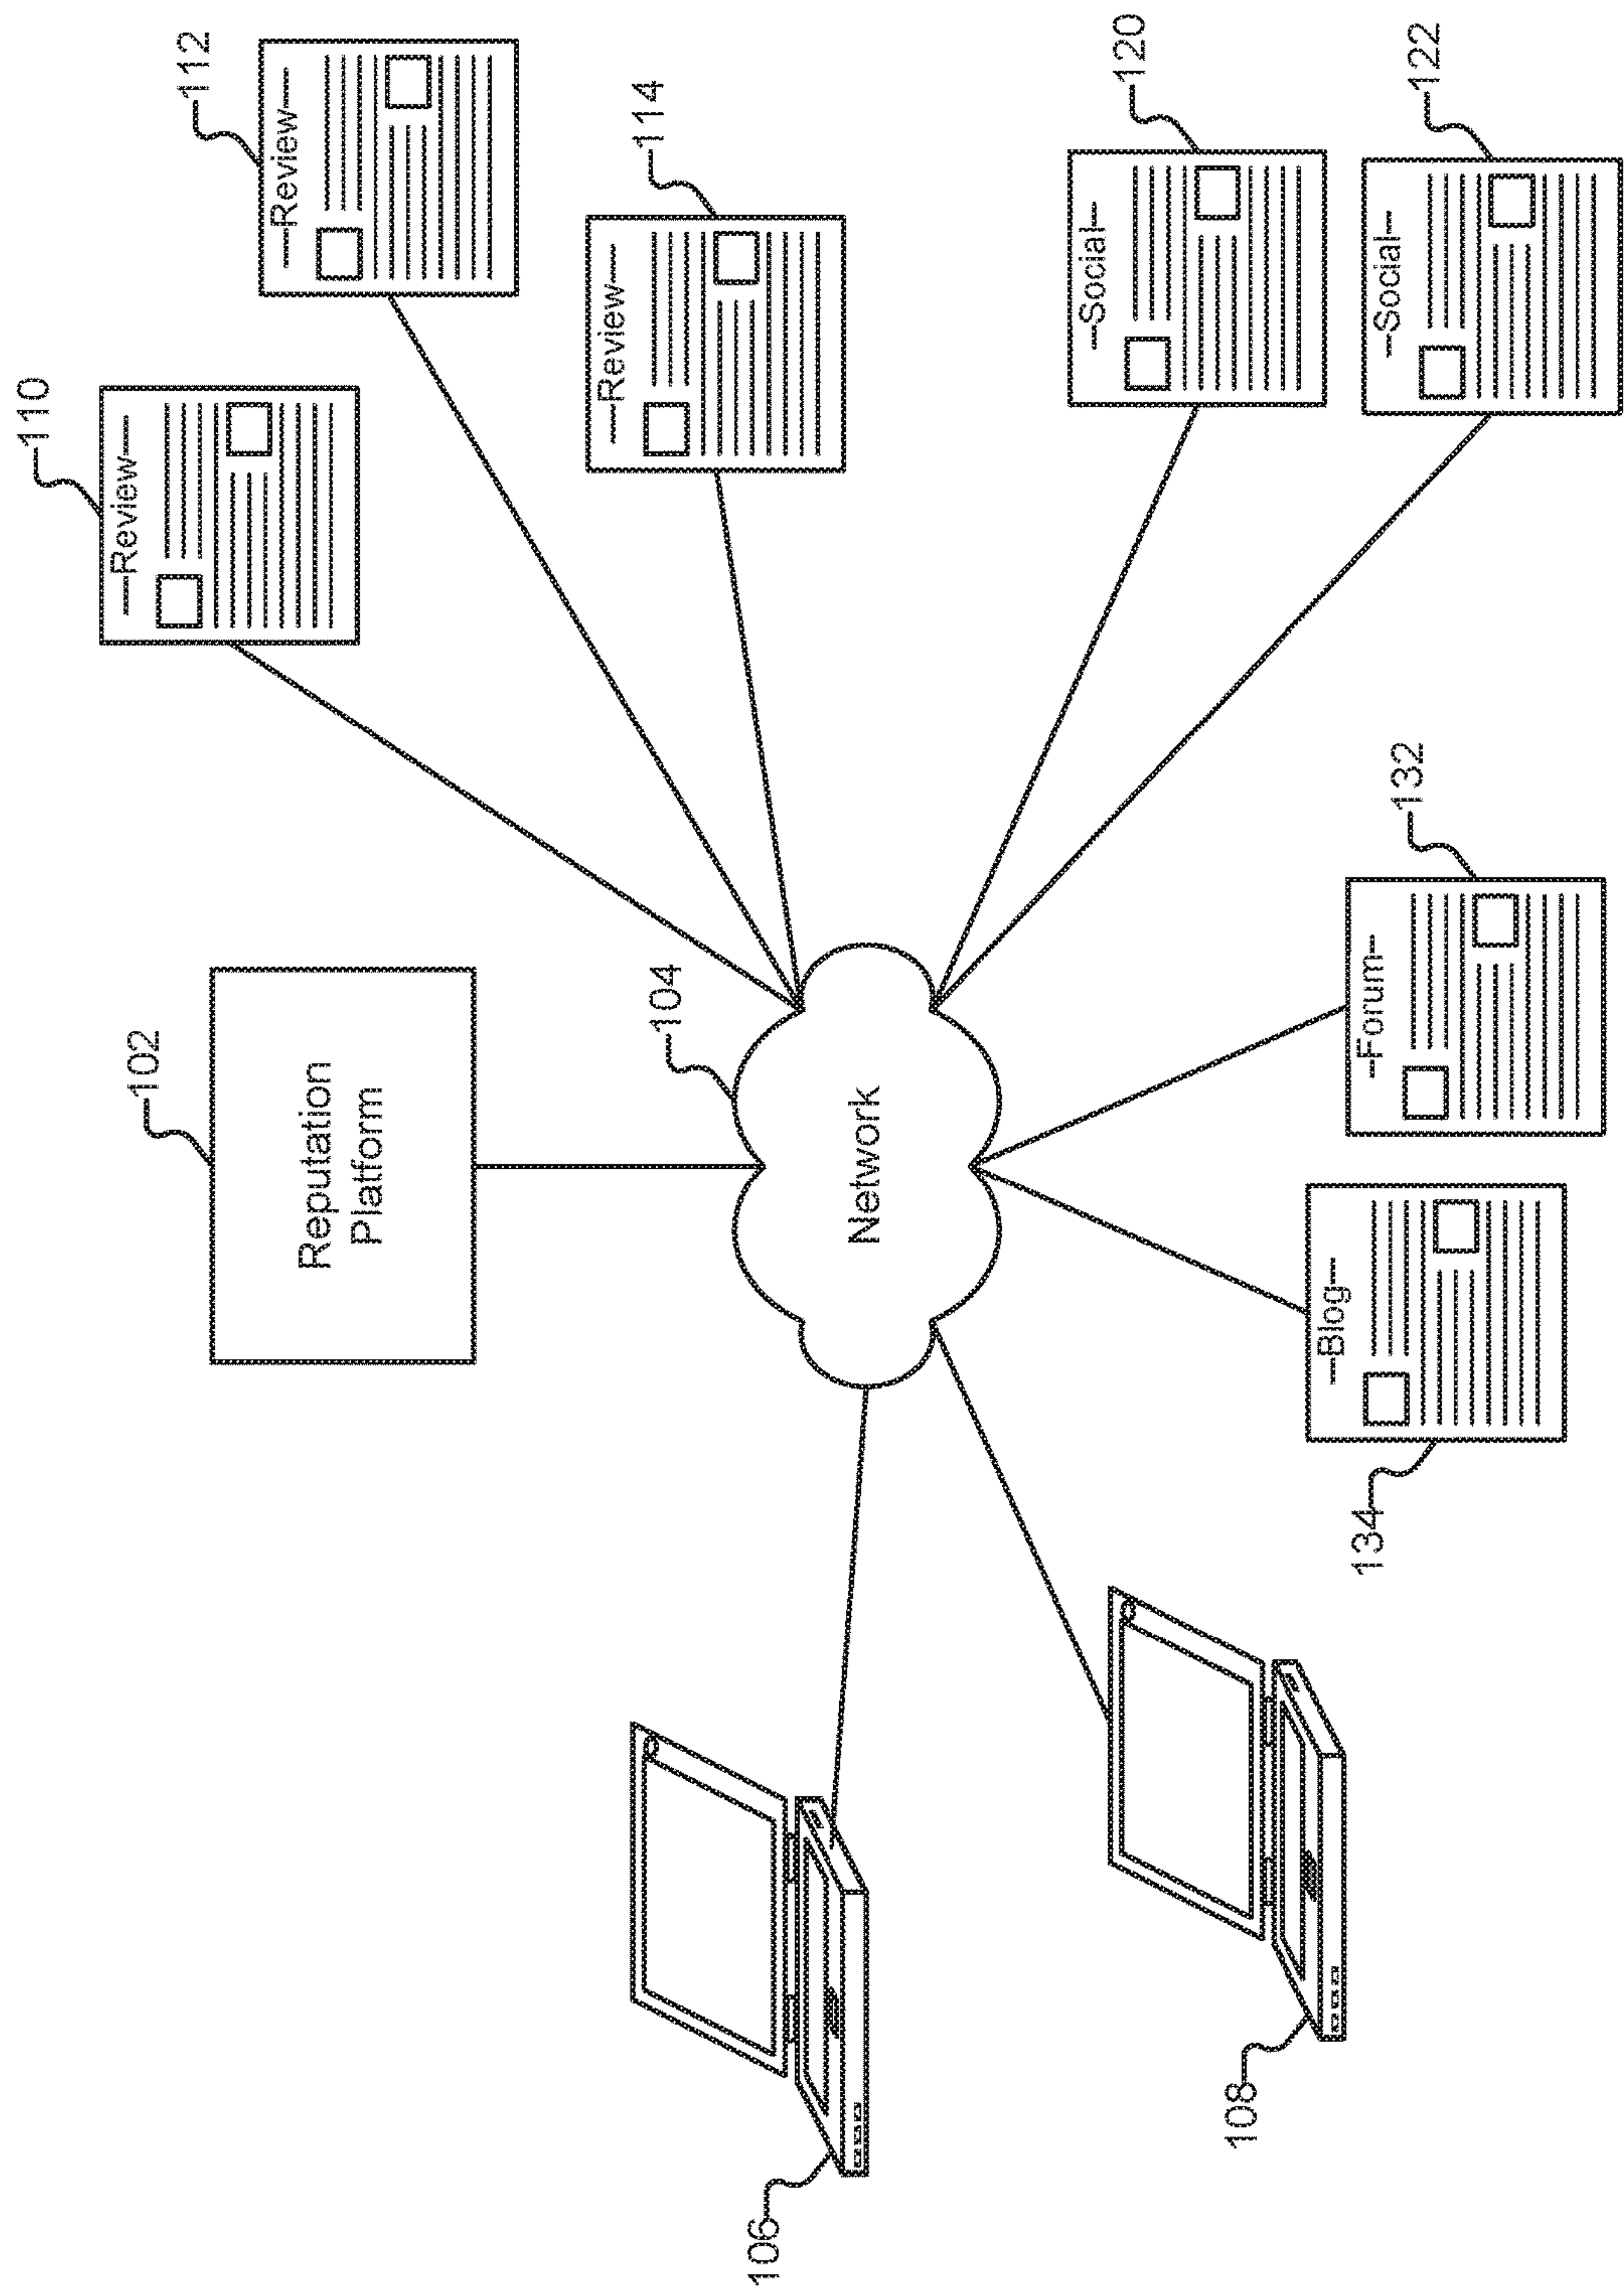 102
Reputation
Platform
110
---Review---
112
---Review---
114
---Review---
104
Network
106
108
120
--Social--
122
--Social--
132
--Forum--
134
--Blog--